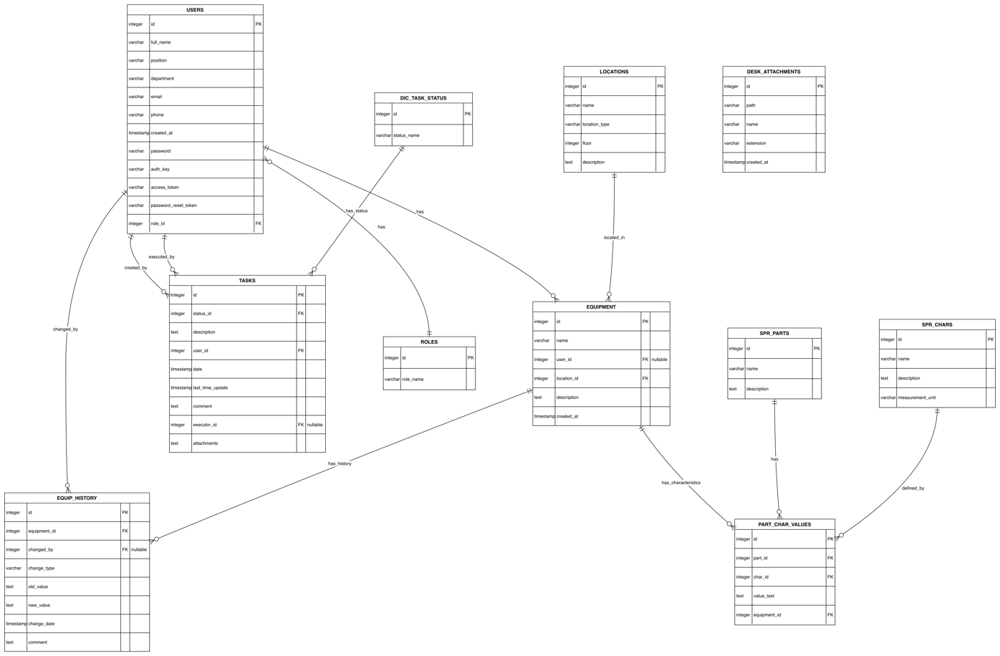 USERS
integer id PK
varchar full_name
varchar position
varchar department
varchar email
varchar phone
timestamp created_at
varchar password
varchar auth_key
varchar access_token
varchar password_reset_token
integer role_id FK
DIC_TASK_STATUS
integer id PK
varchar status_name
LOCATIONS
integer id PK
varchar name
varchar location_type
integer floor
text description
DESK_ATTACHMENTS
integer id PK
varchar path
varchar name
varchar extension
timestamp created_at
has_status
has
has
located_in
executed_by
created_by
changed_by
TASKS
integer id PK
integer status_id FK
text description
integer user_id FK
timestamp date
timestamp last_time_update
text comment
integer executor_id FK nullable
text attachments
ROLES
integer id PK
varchar role_name
EQUIPMENT
integer id PK
varchar name
integer user_id FK nullable
integer location_id FK
text description
timestamp created_at
SPR_PARTS
integer id PK
varchar name
text description
SPR_CHARS
integer id PK
varchar name
text description
varchar measurement_unit
has_history
has_characteristics
has
defined_by
EQUIP_HISTORY
integer id PK
integer equipment_id FK
integer changed_by FK nullable
varchar change_type
text old_value
text new_value
timestamp change_date
text comment
PART_CHAR_VALUES
integer id PK
integer part_id FK
integer char_id FK
text value_text
integer equipment_id FK